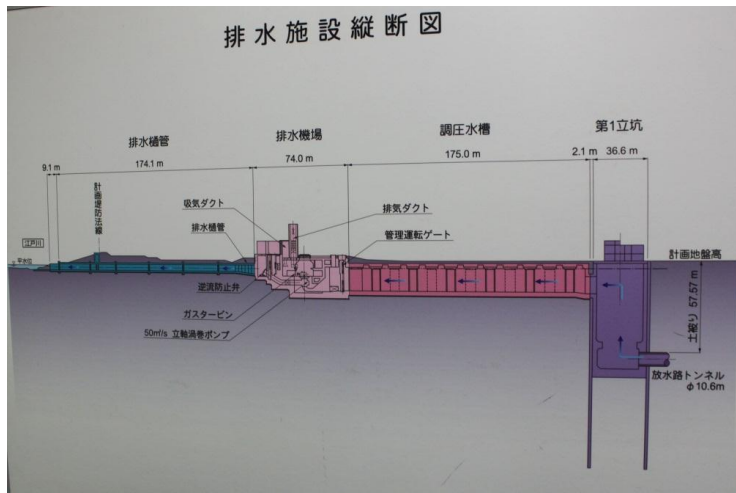 排水施設縦断図
排水樋管
排水機場
調圧水槽
第1立坑
9.1 m
174.1 m
74.0 m
175.0 m
2.1 m
36.6 m
計画堤防法線
吸気ダクト
排気ダクト
排水樋管
管理運転ゲート
江戸川
平水位
計画地盤高
逆流防止弁
ガスタービン
50㎥/s 立軸渦巻ポンプ
土被り 57.57 m
放水路トンネル
φ10.6m